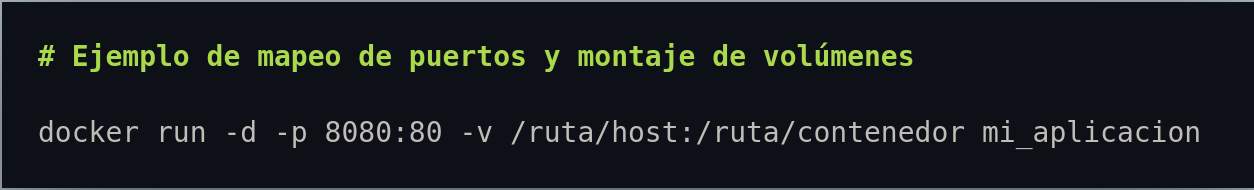 # Ejemplo de mapeo de puertos y montaje de volúmenes
docker run -d -p 8080:80 -v /ruta/host:/ruta/contenedor mi_aplicacion